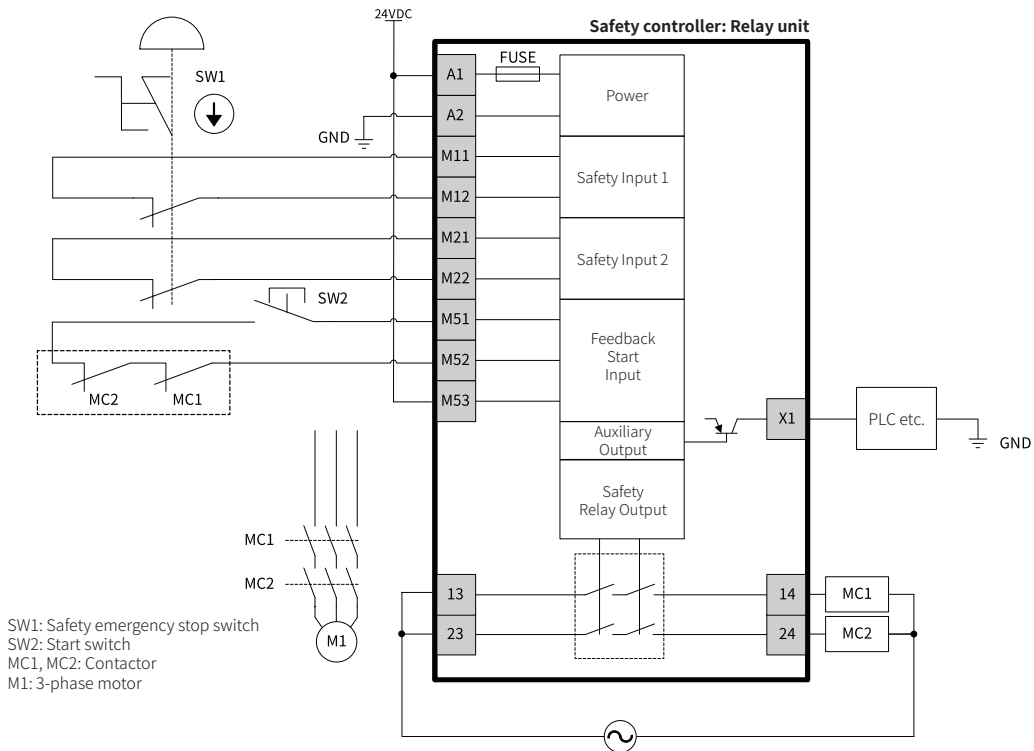 24VDC
Safety controller: Relay unit
SW1
FUSE
A1
Power
A2
GND
M11
Safety Input 1
M12
M21
Safety Input 2
M22
SW2
M51
Feedback
Start
Input
M52
MC2
MC1
M53
X1
PLC etc.
GND
Auxiliary
Output
Safety
Relay Output
MC1
MC2
13
14
MC1
23
24
MC2
M1
SW1: Safety emergency stop switch
SW2: Start switch
MC1, MC2: Contactor
M1: 3-phase motor